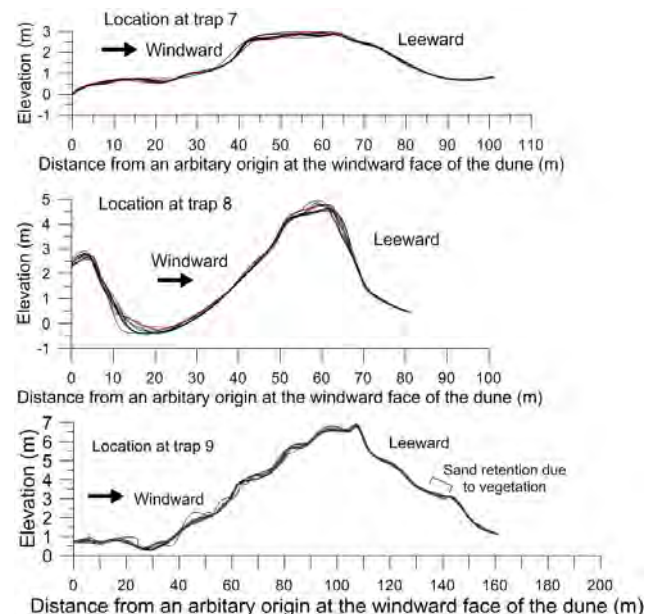 Location at trap 7
Elevation (m)
3
2
1
0
-1
Windward
Leeward
0 10 20 30 40 50 60 70 80 90 100 110
Distance from an arbitary origin at the windward face of the dune (m)
Location at trap 8
Elevation (m)
5
4
3
2
1
0
-1
Windward
Leeward
0 10 20 30 40 50 60 70 80 90 100
Distance from an arbitary origin at the windward face of the dune (m)
Location at trap 9
Elevation (m)
7
6
5
4
3
2
1
0
Windward
Leeward
Sand retention due
to vegetation
0 20 40 60 80 100 120 140 160 180 200
Distance from an arbitary origin at the windward face of the dune (m)